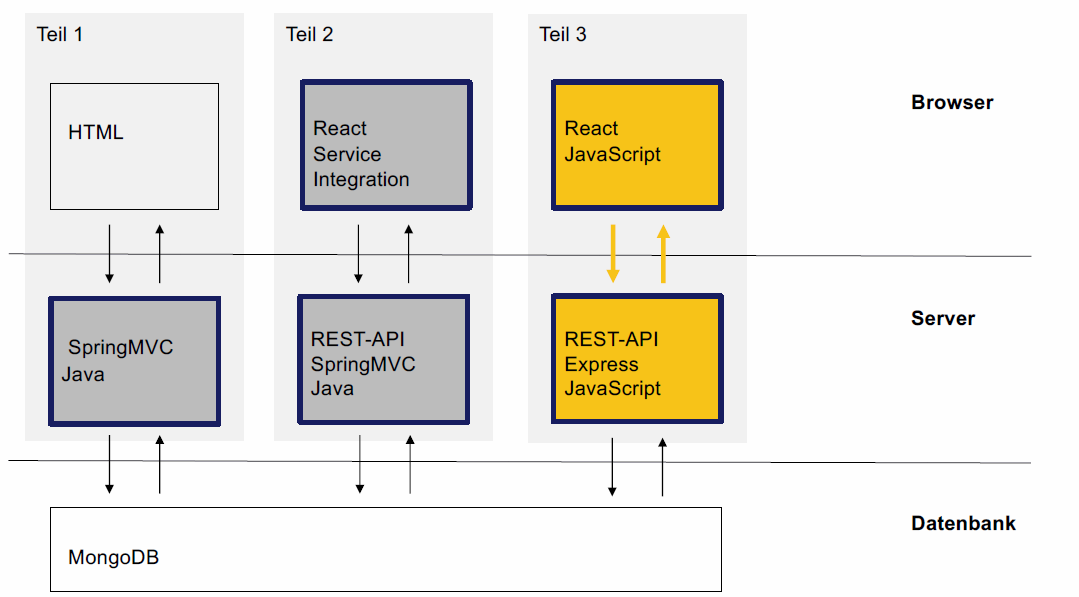 Teil 1
Teil 2
Teil 3
HTML
React
Service
Integration
React
JavaScript
Browser
SpringMVC
Java
REST-API
SpringMVC
Java
REST-API
Express
JavaScript
Server
MongoDB
Datenbank